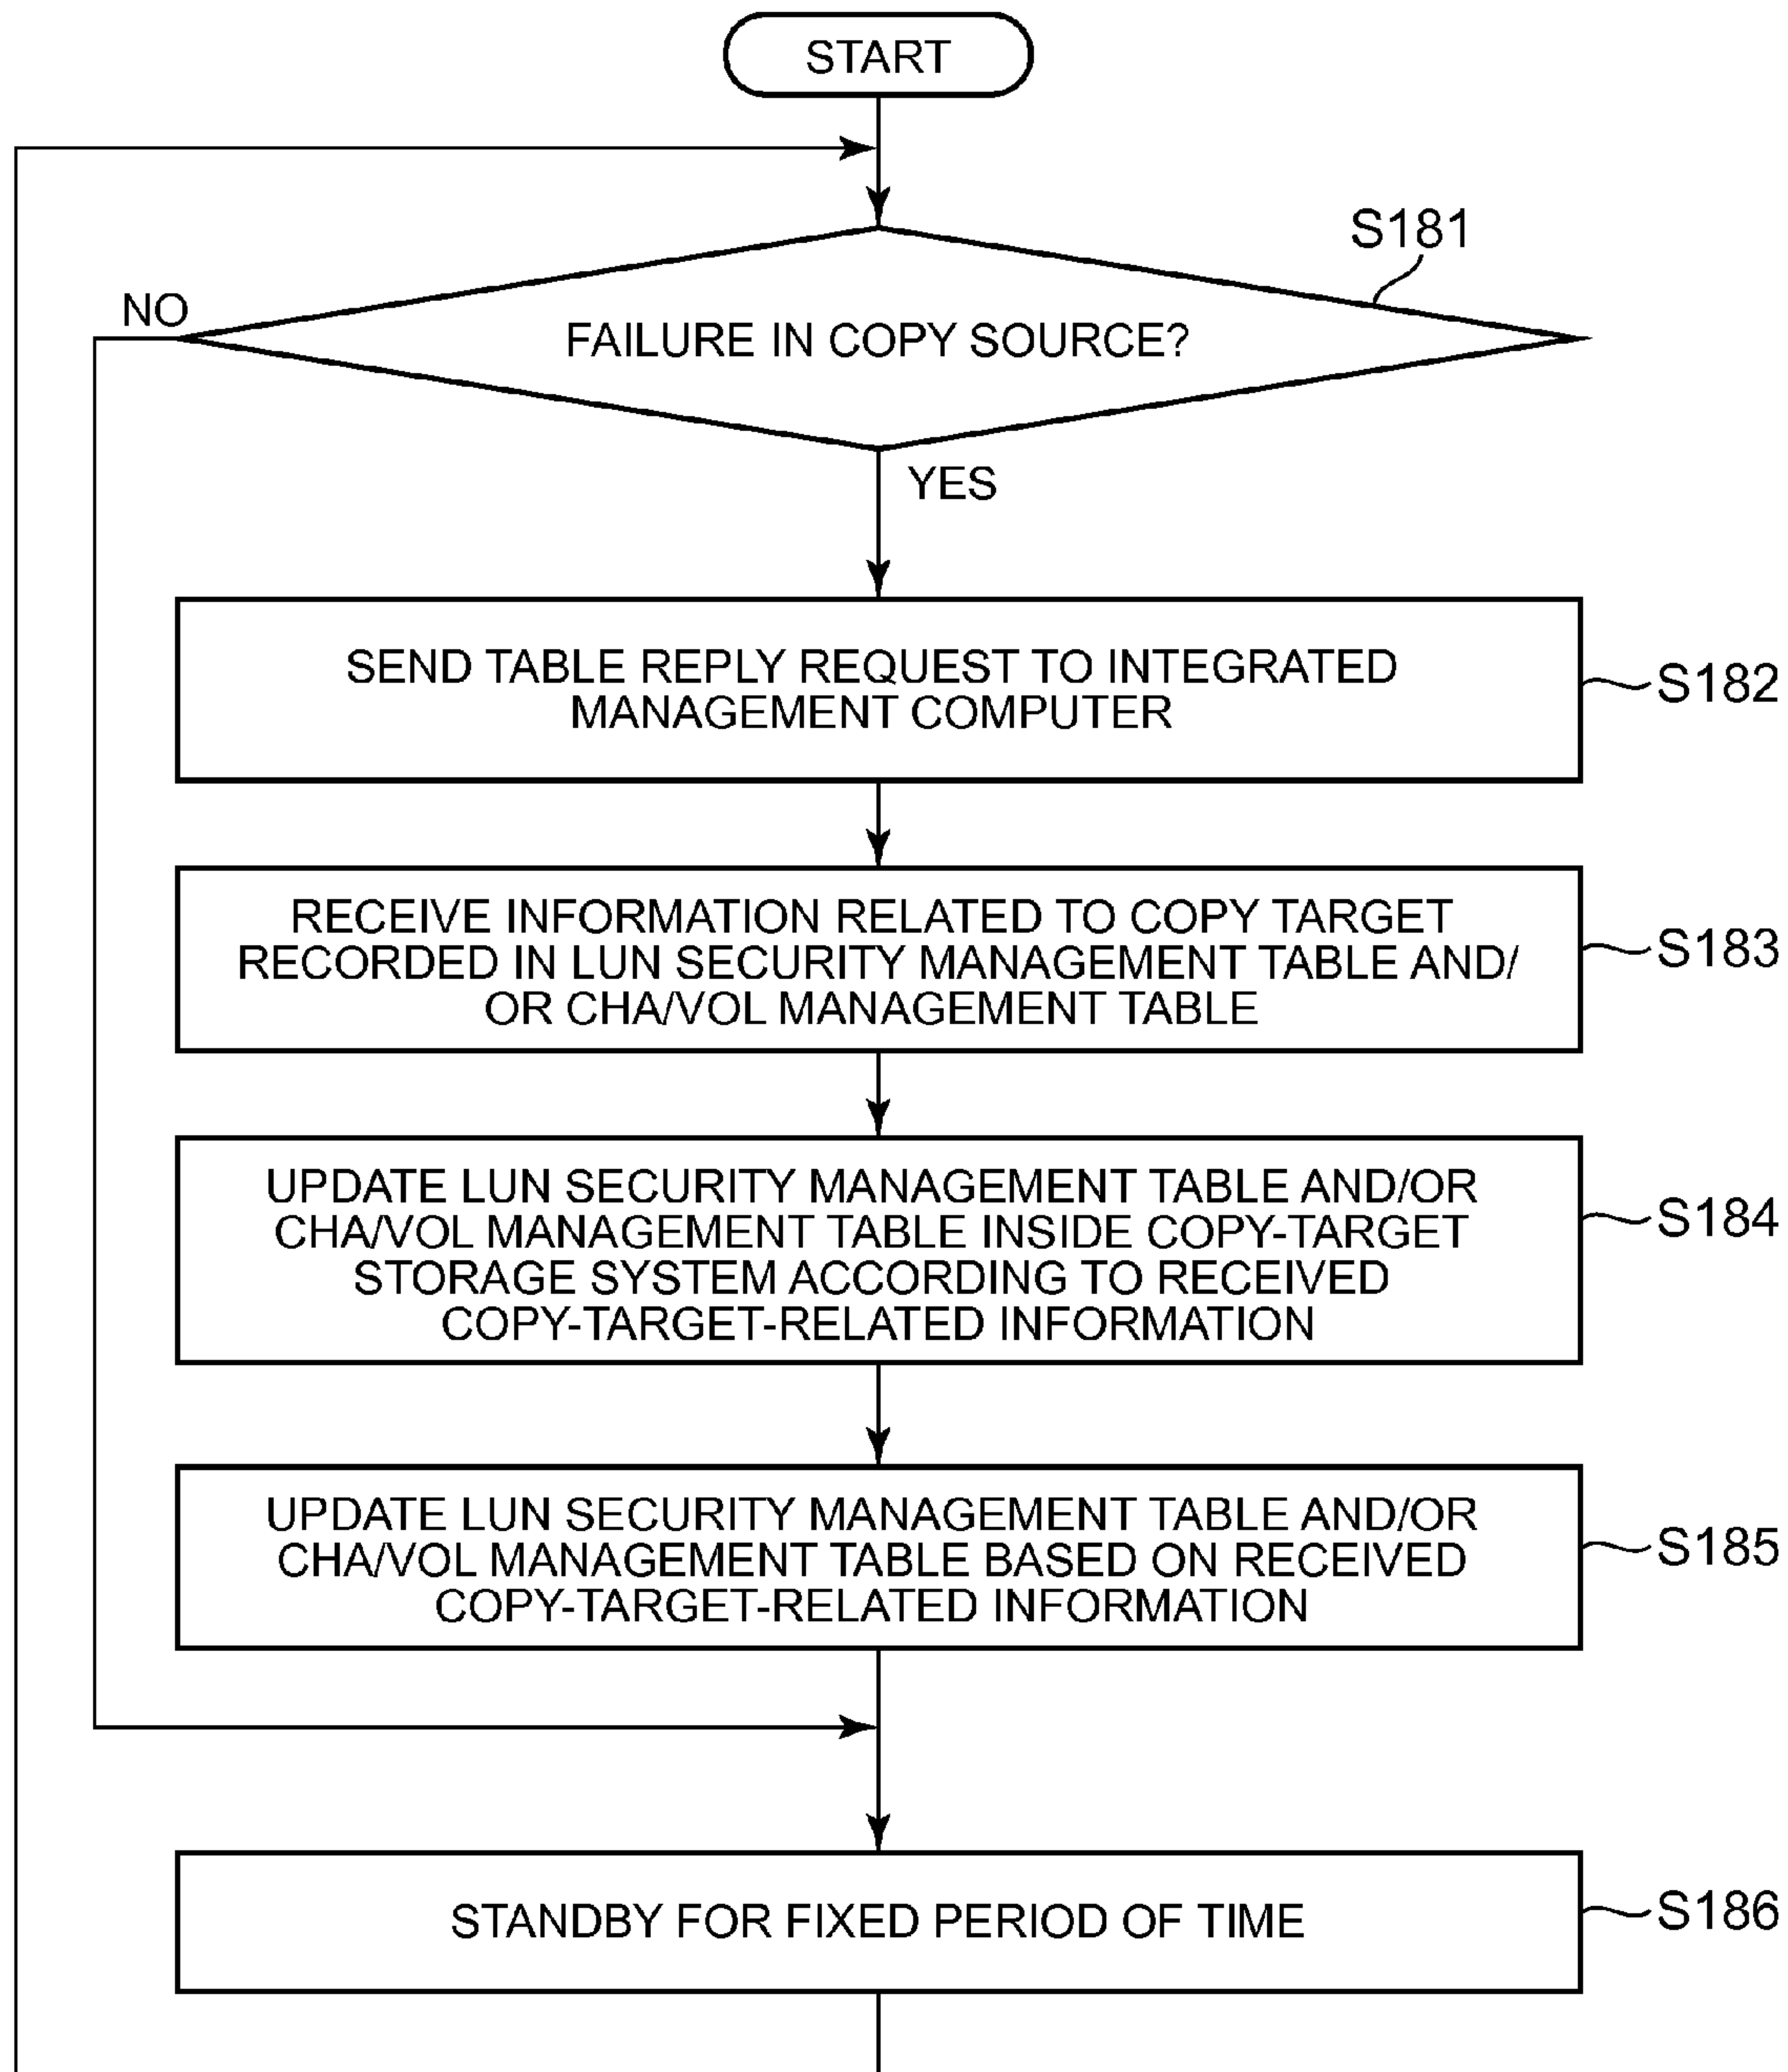 START
S181
NO
FAILURE IN COPY SOURCE?
YES
SEND TABLE REPLY REQUEST TO INTEGRATED
MANAGEMENT COMPUTER
S182
RECEIVE INFORMATION RELATED TO COPY TARGET
RECORDED IN LUN SECURITY MANAGEMENT TABLE AND/
OR CHA/VOL MANAGEMENT TABLE
S183
UPDATE LUN SECURITY MANAGEMENT TABLE AND/OR
CHA/VOL MANAGEMENT TABLE INSIDE COPY-TARGET
STORAGE SYSTEM ACCORDING TO RECEIVED
COPY-TARGET-RELATED INFORMATION
S184
UPDATE LUN SECURITY MANAGEMENT TABLE AND/OR
CHA/VOL MANAGEMENT TABLE BASED ON RECEIVED
COPY-TARGET-RELATED INFORMATION
S185
STANDBY FOR FIXED PERIOD OF TIME
S186